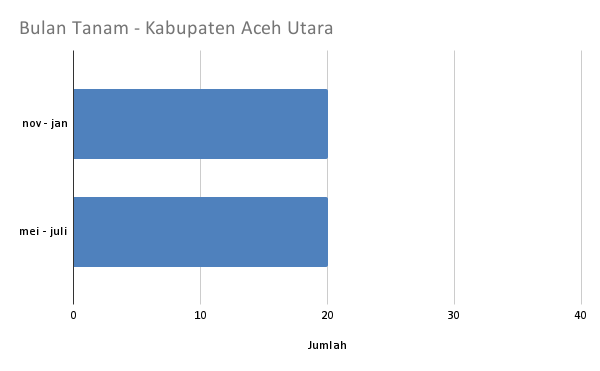 Bulan Tanam - Kabupaten Aceh Utara
nov - jan
mei - juli
0 10 20 30 40
Jumlah